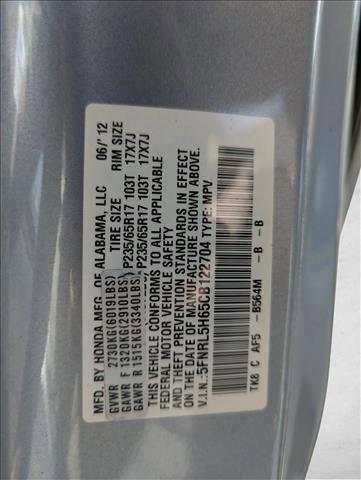 MFD. BY HONDA MFG. OF ALABAMA, LLC 06/'12
TIRE SIZE RIM SIZE
GVWR 2730KG(6019LBS)
GAWR F 1320KG(2910LBS) P235/65R17 103T 17X7J
GAWR R 1515KG(3340LBS) P235/65R17 103T 17X7J
THIS VEHICLE CONFORMS TO ALL APPLICABLE
FEDERAL MOTOR VEHICLE SAFETY
AND THEFT PREVENTION STANDARDS IN EFFECT
ON THE DATE OF MANUFACTURE SHOWN ABOVE.
V.I.N.:5FNRL5H65CB122704 TYPE: MPV
TK8 C AF5 -B564M -B -B